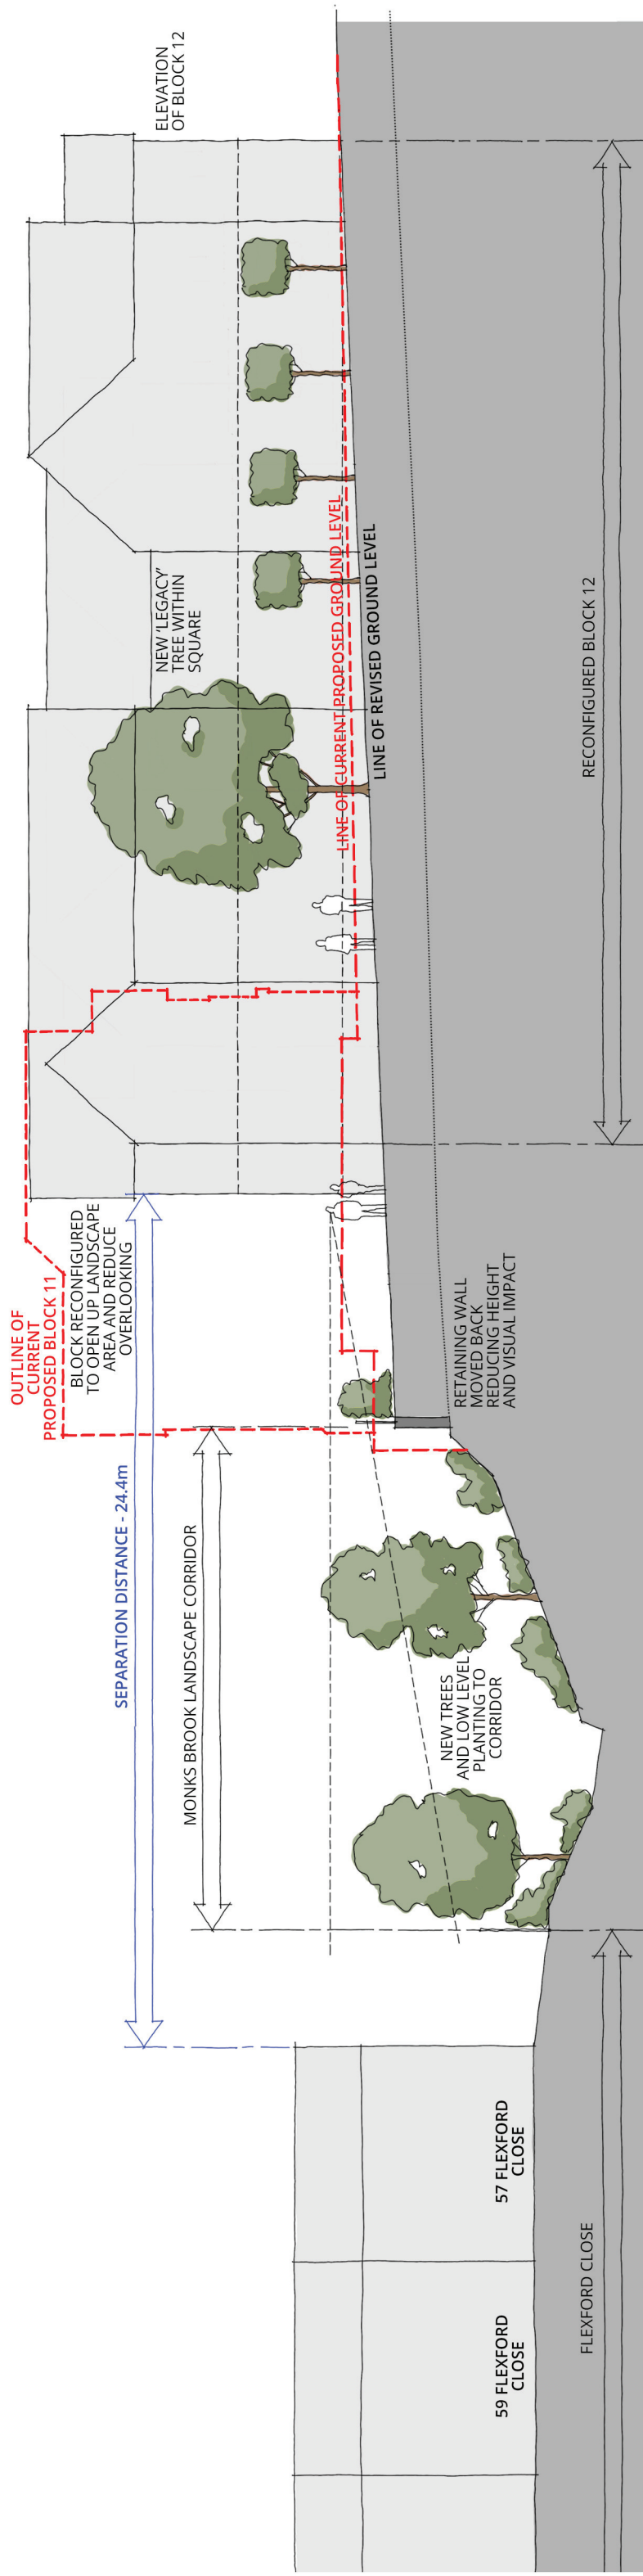 OUTLINE OF
CURRENT
PROPOSED BLOCK 11
BLOCK RECONFIGURED
TO OPEN UP LANDSCAPE
AREA AND REDUCE
OVERLOOKING
SEPARATION DISTANCE - 24.4m
MONKS BROOK LANDSCAPE CORRIDOR
ELEVATION
OF BLOCK 12
NEW 'LEGACY'
TREE WITHIN
SQUARE
LINE OF CURRENT PROPOSED GROUND LEVEL
LINE OF REVISED GROUND LEVEL
NEW TREES
AND LOW LEVEL
PLANTING TO
CORRIDOR
RETAINING WALL
MOVED BACK
REDUCING HEIGHT
AND VISUAL IMPACT
59 FLEXFORD
CLOSE
57 FLEXFORD
CLOSE
FLEXFORD CLOSE
RECONFIGURED BLOCK 12